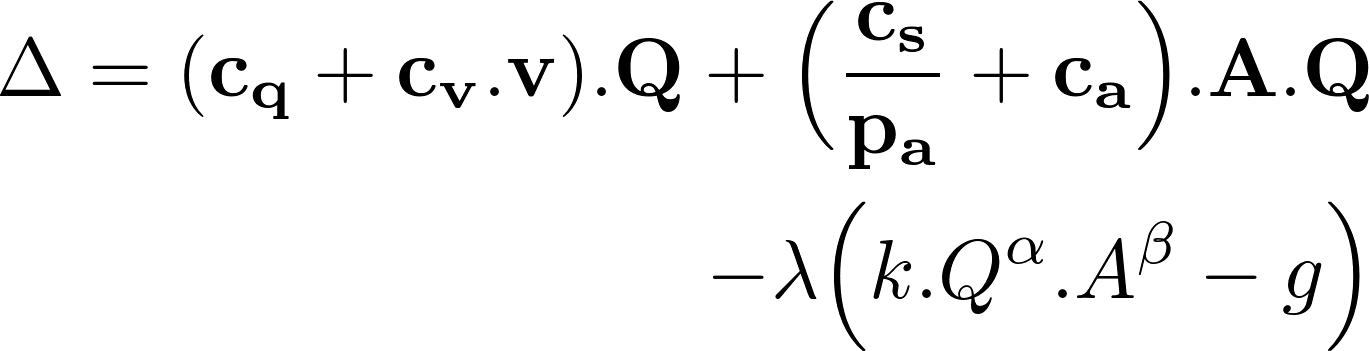 Δ = (c_q + c_v.v).Q + (c_s/p_a + c_a).A.Q
−λ(k.Q^α.A^β − g)